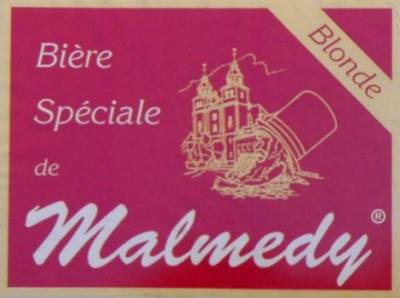 Blonde
Bière
Spéciale
de
Malmedy®